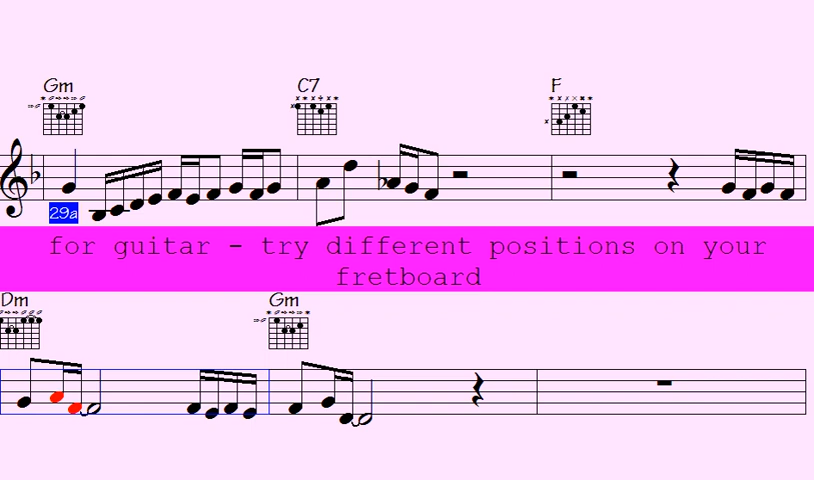 Gm C7 F
29a
for guitar - try different positions on your
fretboard
Dm Gm